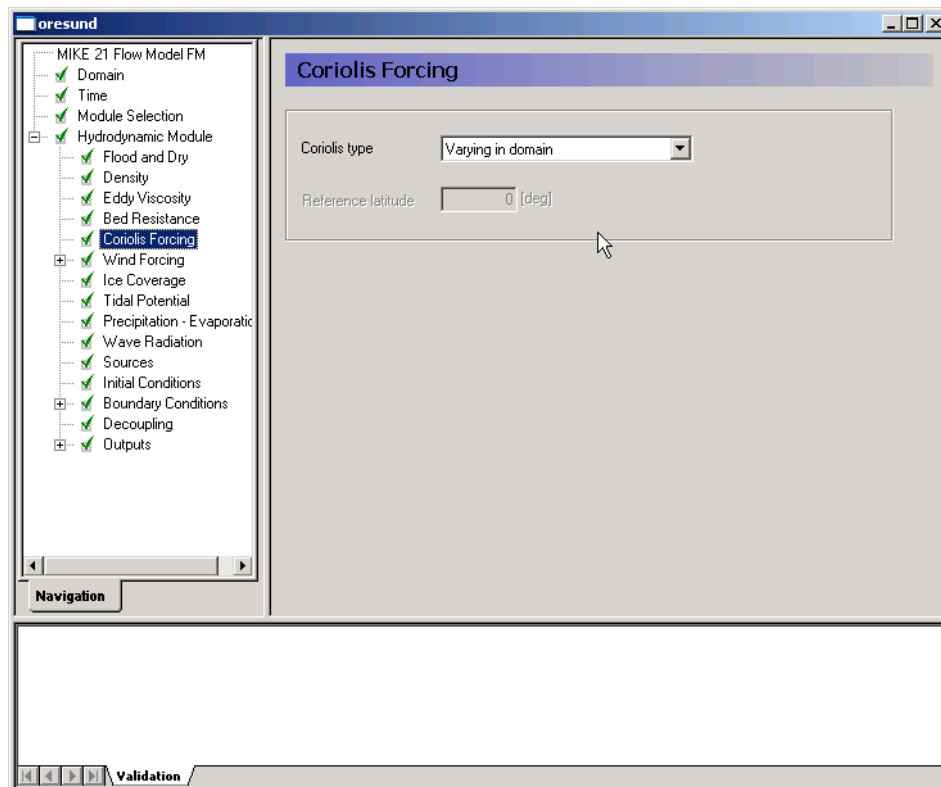 oresund
MIKE 21 Flow Model FM
Domain
Time
Module Selection
Hydrodynamic Module
Flood and Dry
Density
Eddy Viscosity
Bed Resistance
Coriolis Forcing
Wind Forcing
Ice Coverage
Tidal Potential
Precipitation - Evaporatio
Wave Radiation
Sources
Initial Conditions
Boundary Conditions
Decoupling
Outputs
Navigation
Coriolis Forcing
Coriolis type Varying in domain
Reference latitude 0 [deg]
Validation